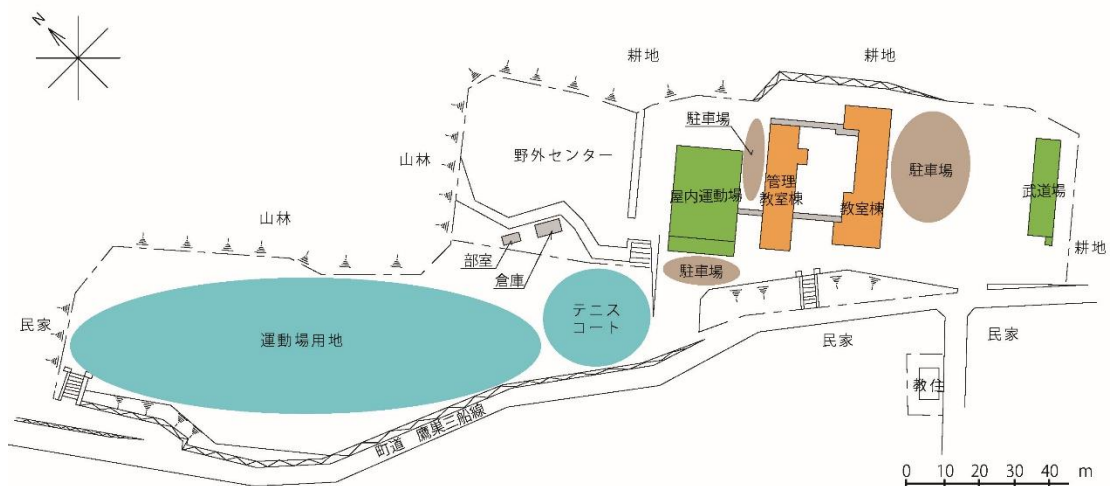 N
耕地
耕地
駐車場
山林
野外センター
屋内運動場
管理
教室棟
教室棟
駐車場
武道場
山林
部室
倉庫
駐車場
耕地
テニス
コート
民家
運動場用地
民家
民家
教住
町道 鷹巣三船線
0 10 20 30 40 m